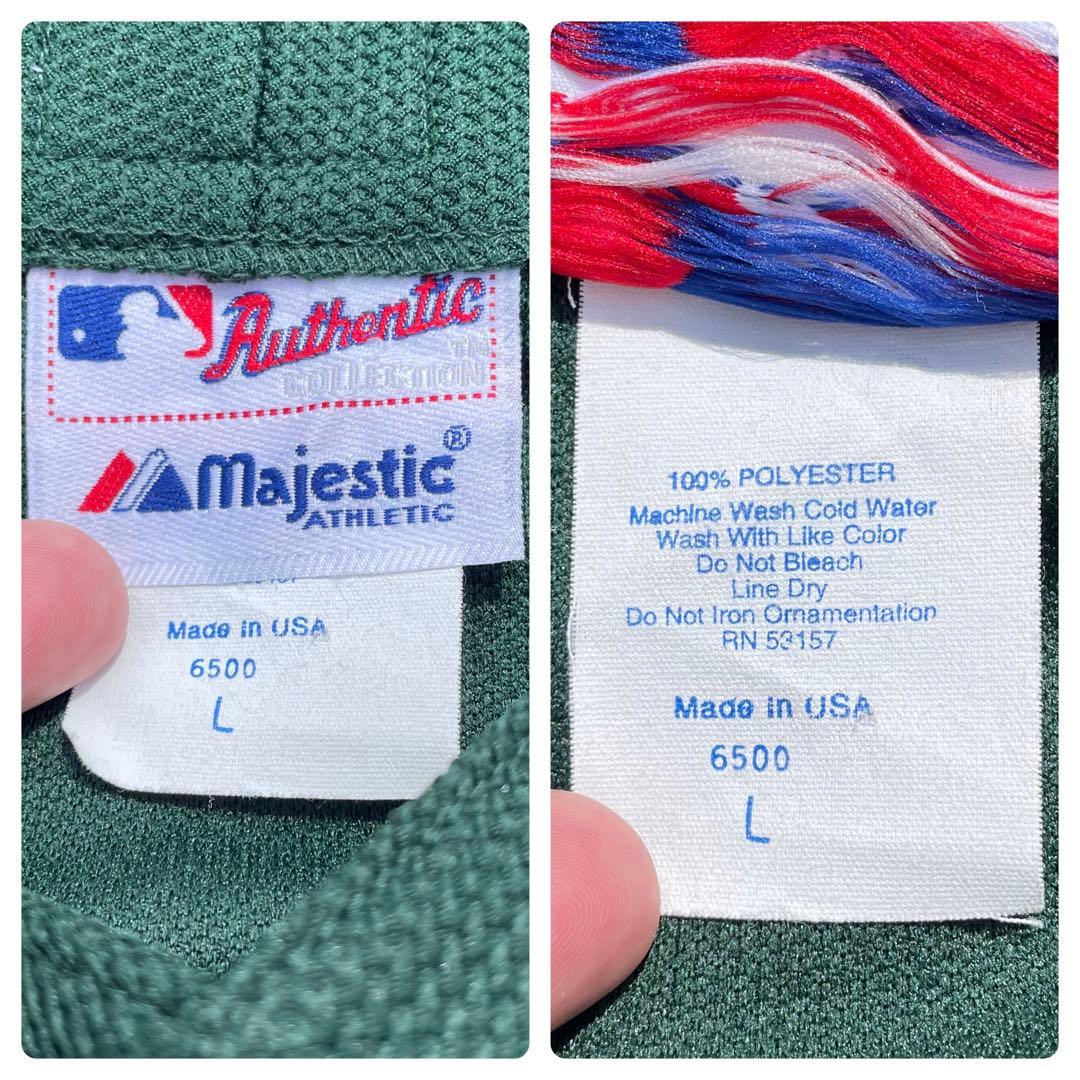 Authentic
TM
COLLECTION
Majestic®
ATHLETIC
Made in USA
6500
L
100% POLYESTER
Machine Wash Cold Water
Wash With Like Color
Do Not Bleach
Line Dry
Do Not Iron Ornamentation
RN 53157
Made in USA
6500
L